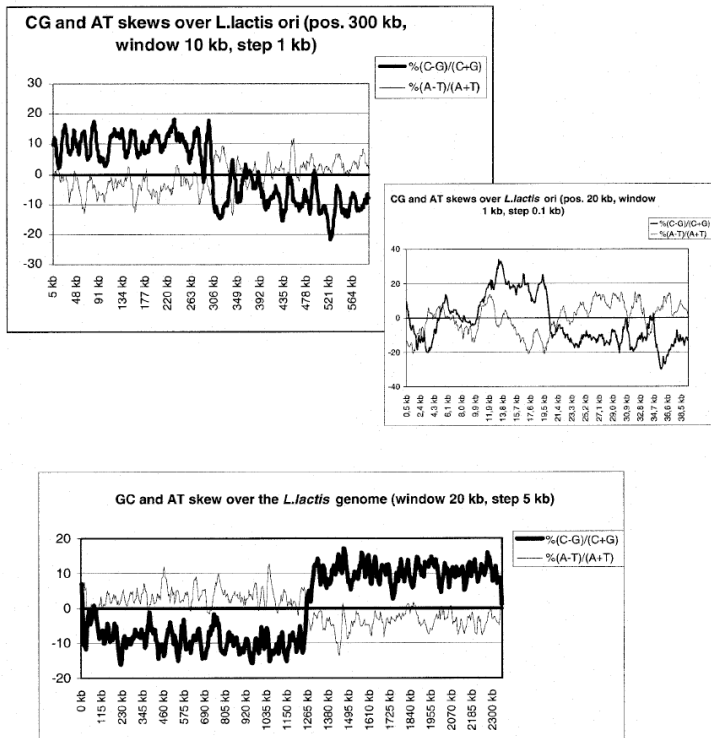 CG and AT skews over L.lactis ori (pos. 300 kb,
window 10 kb, step 1 kb)
%(C-G)/(C+G)
%(A-T)/(A+T)
30
20
10
0
-10
-20
-30
5 kb
48 kb
91 kb
134 kb
177 kb
220 kb
263 kb
306 kb
349 kb
392 kb
435 kb
478 kb
521 kb
564 kb
CG and AT skews over L.lactis ori (pos. 20 kb, window
1 kb, step 0.1 kb)
%(C-G)/(C+G)
%(A-T)/(A+T)
40
20
0
-20
-40
0,5 kb
2,4 kb
4,3 kb
6,1 kb
8,0 kb
9,9 kb
11,9 kb
13,8 kb
15,7 kb
17,6 kb
19,5 kb
21,4 kb
23,3 kb
25,2 kb
27,1 kb
29,0 kb
30,9 kb
32,8 kb
34,7 kb
36,6 kb
38,5 kb
GC and AT skew over the L.lactis genome (window 20 kb, step 5 kb)
%(C-G)/(C+G)
%(A-T)/(A+T)
20
10
0
-10
-20
0 kb
115 kb
230 kb
345 kb
460 kb
575 kb
690 kb
805 kb
920 kb
1035 kb
1150 kb
1265 kb
1380 kb
1495 kb
1610 kb
1725 kb
1840 kb
1955 kb
2070 kb
2185 kb
2300 kb